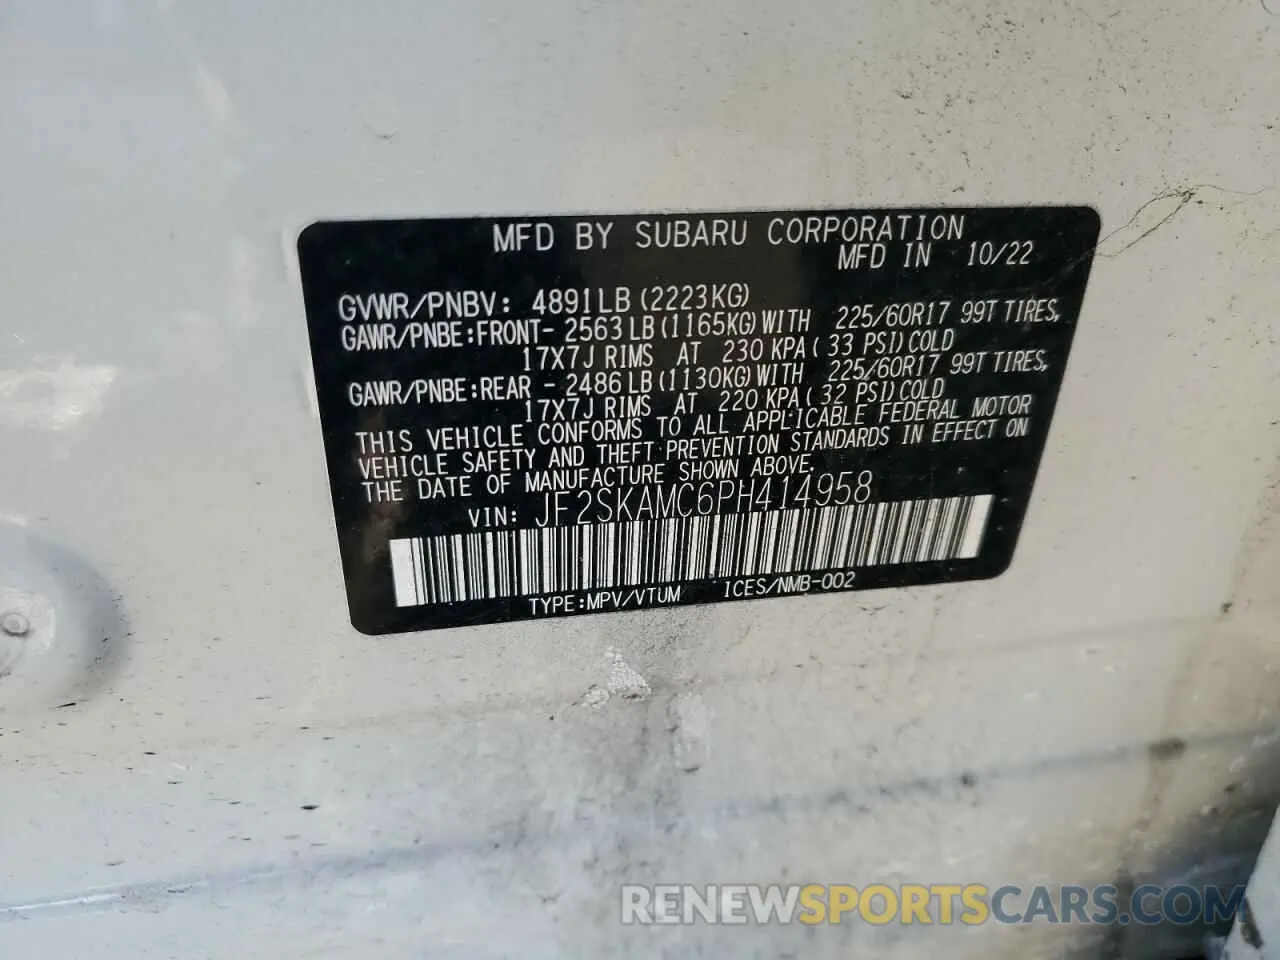 MFD BY SUBARU CORPORATION
MFD IN 10/22
GVWR/PNBV: 4891LB (2223KG)
GAWR/PNBE:FRONT- 2563LB (1165KG) WITH 225/60R17 99T TIRES,
17X7J RIMS AT 230 KPA ( 33 PSI) COLD
GAWR/PNBE:REAR - 2486LB (1130KG) WITH 225/60R17 99T TIRES,
17X7J RIMS AT 220 KPA ( 32 PSI) COLD
THIS VEHICLE CONFORMS TO ALL APPLICABLE FEDERAL MOTOR
VEHICLE SAFETY AND THEFT PREVENTION STANDARDS IN EFFECT ON
THE DATE OF MANUFACTURE SHOWN ABOVE.
VIN: JF2SKAMC6PH414958
TYPE:MPV/VTUM ICES/NMB-002
RENEWSPORTSCARS.COM